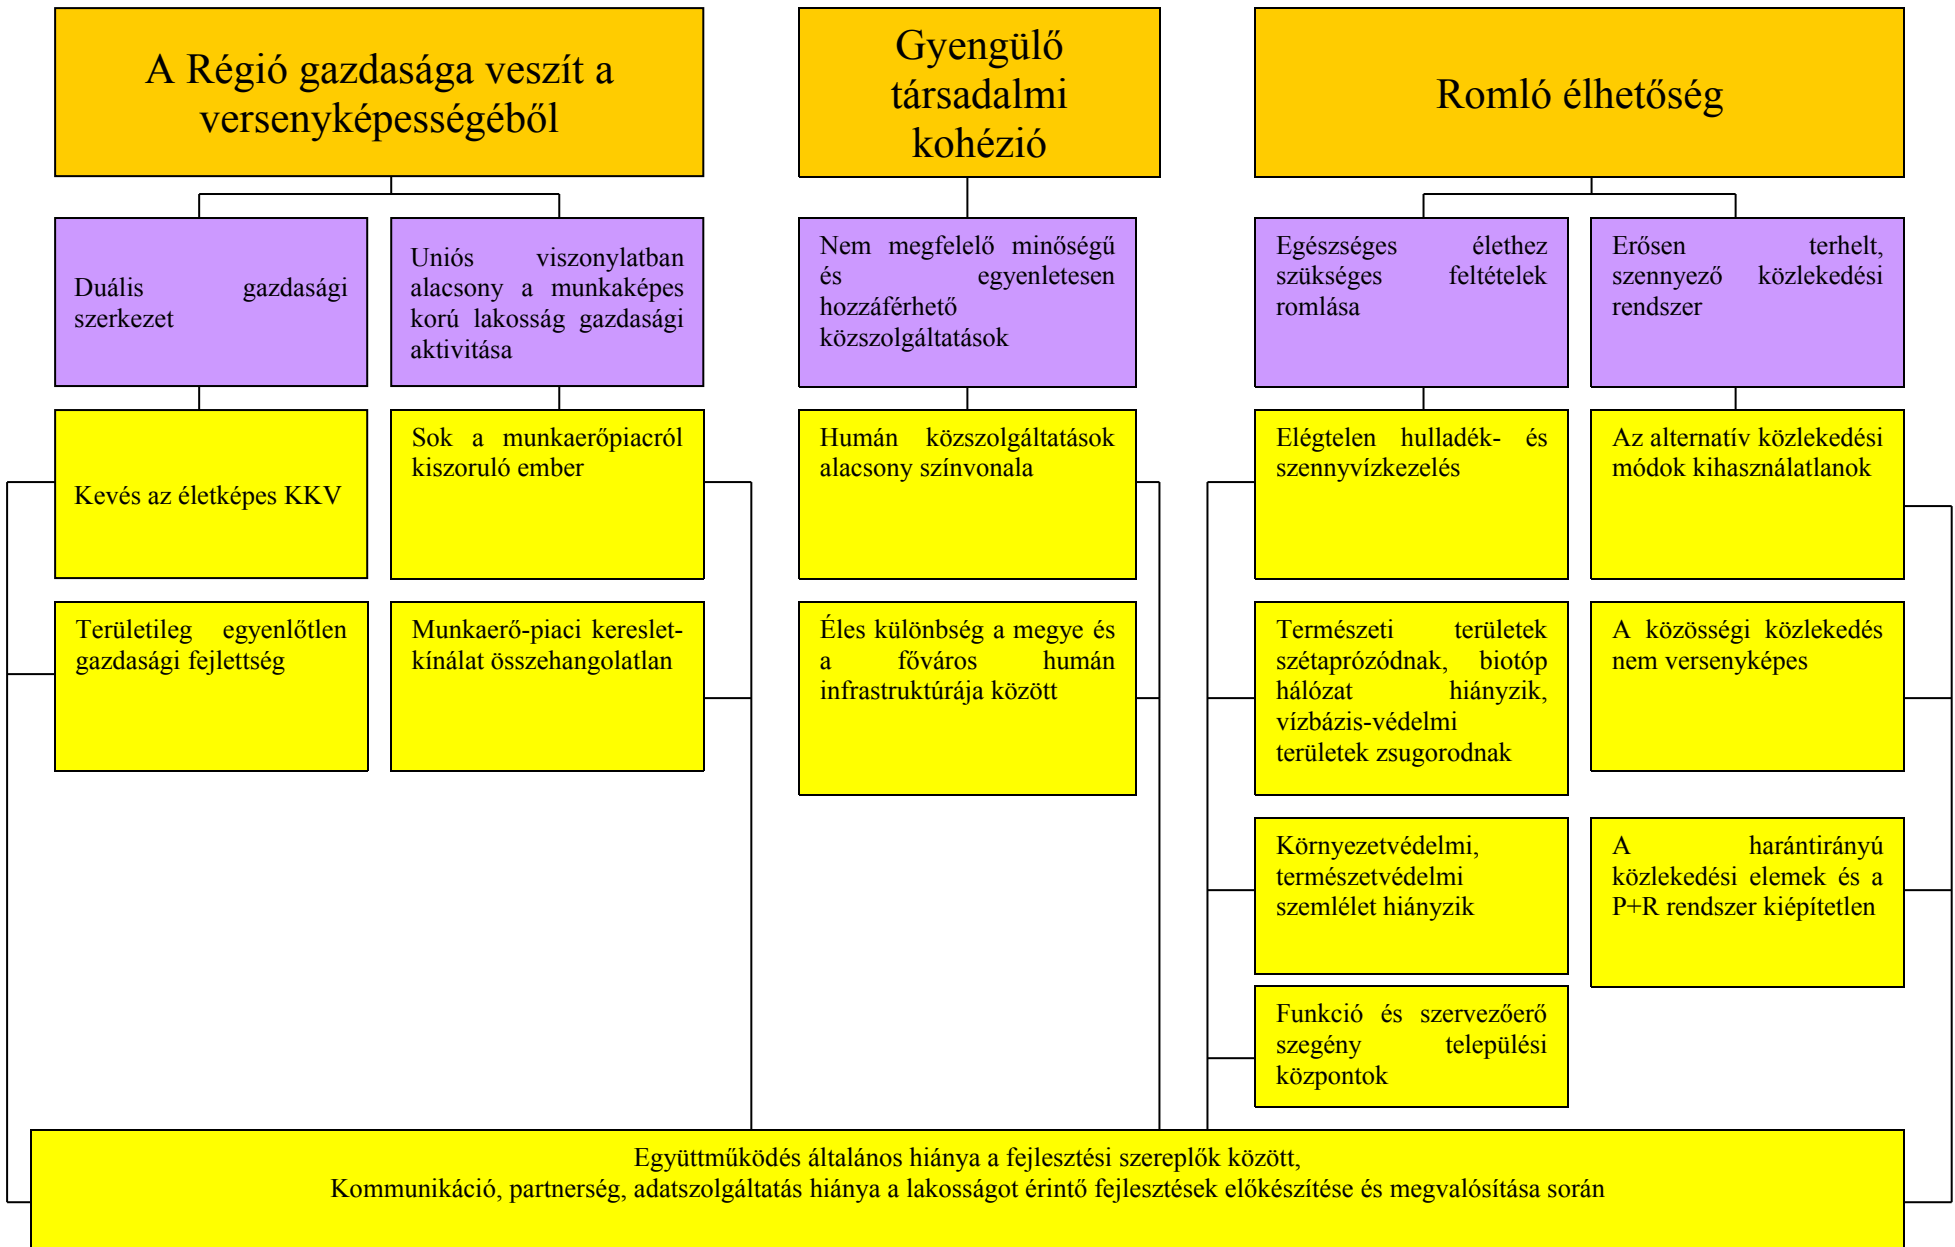 A Régió gazdasága veszít a
versenyképességéből
Gyengülő
társadalmi
kohézió
Romló élhetőség
Duális gazdasági
szerkezet
Uniós viszonylatban
alacsony a munkaképes
korú lakosság gazdasági
aktivitása
Nem megfelelő minőségű
és egyenletesen
hozzáférhető
közszolgáltatások
Egészséges élethez
szükséges feltételek
romlása
Erősen terhelt,
szennyező közlekedési
rendszer
Kevés az életképes KKV
Sok a munkaerőpiacról
kiszoruló ember
Humán közszolgáltatások
alacsony színvonala
Elégtelen hulladék- és
szennyvízkezelés
Az alternatív közlekedési
módok kihasználatlanok
Területileg egyenlőtlen
gazdasági fejlettség
Munkaerő-piaci kereslet-
kínálat összehangolatlan
Éles különbség a megye és
a főváros humán
infrastruktúrája között
Természeti területek
szétaprózódnak, biotóp
hálózat hiányzik,
vízbázis-védelmi
területek zsugorodnak
A közösségi közlekedés
nem versenyképes
Környezetvédelmi,
természetvédelmi
szemlélet hiányzik
A harántirányú
közlekedési elemek és a
P+R rendszer kiépítetlen
Funkció és szervezőerő
szegény települési
központok
Együttműködés általános hiánya a fejlesztési szereplők között,
Kommunikáció, partnerség, adatszolgáltatás hiánya a lakosságot érintő fejlesztések előkészítése és megvalósítása során